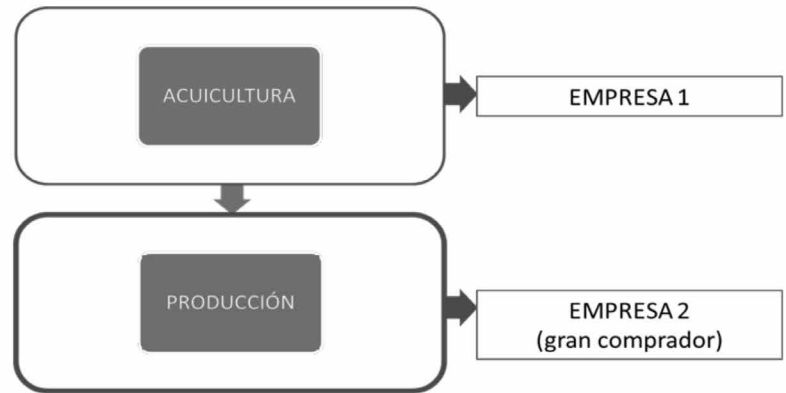 ACUICULTURA
EMPRESA 1
PRODUCCIÓN
EMPRESA 2
(gran comprador)